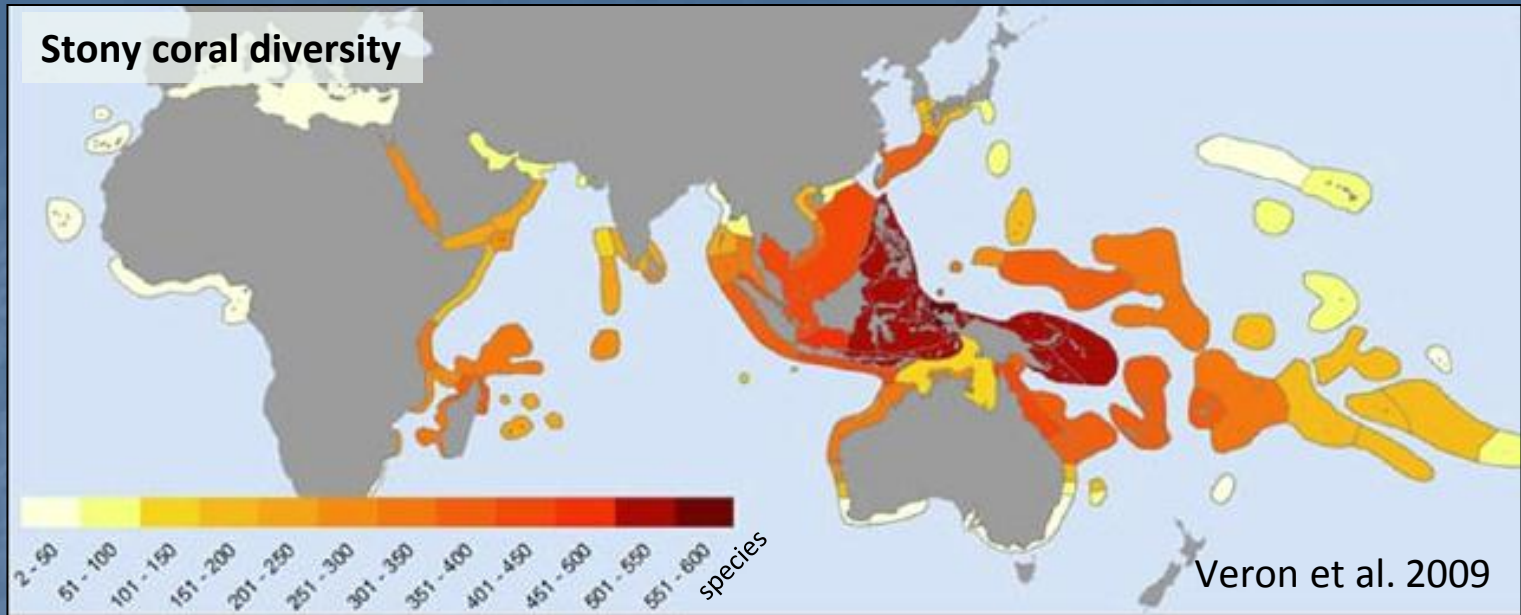 Stony coral diversity
2 - 50
51 - 100
101 - 150
151 - 200
201 - 250
251 - 300
301 - 350
351 - 400
401 - 450
451 - 500
501 - 550
551 - 600
species
Veron et al. 2009